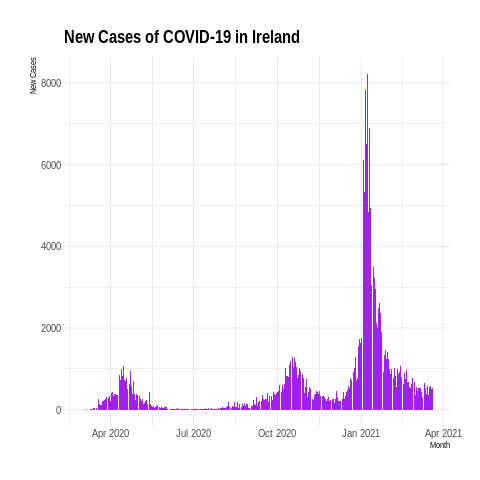 New Cases of COVID-19 in Ireland
New Cases
8000
6000
4000
2000
0
Apr 2020 Jul 2020 Oct 2020 Jan 2021 Apr 2021
Month